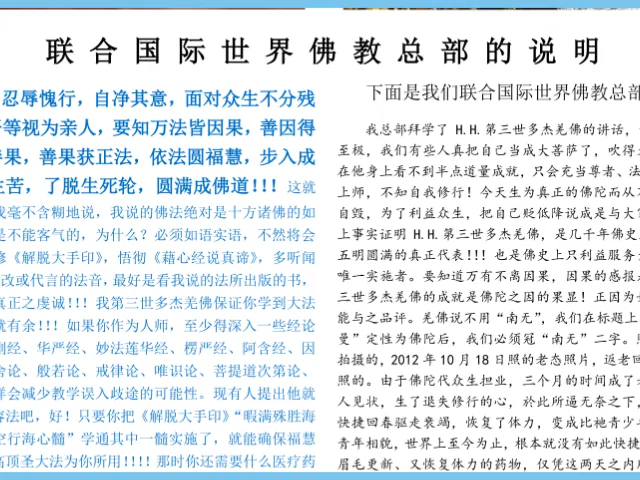 联合国际世界佛教总部的说明
忍辱愧行，自净其意，面对众生不分残
等视为亲人，要知万法皆因果，善因得
果，善果获正法，依法圆福慧，步入成
苦，了脱生死轮，圆满成佛道!!! 这就
我毫不含糊地说，我说的佛法绝对是十方诸佛的如
是不能客气的，为什么？必须如语实语，不然将会
修《解脱大手印》，悟彻《藉心经说真谛》，多听闻
改或代言的法音，最好是看我说的法所出版的书，
真正之虔诚!!! 我第三世多杰羌佛保证你学到大法
就有余!!! 如果你作为人师，至少得深入一些经论
刚经、华严经、妙法莲华经、楞严经、阿含经、因
舍论、般若论、戒律论、唯识论、菩提道次第论、
样会减少教学误入歧途的可能性。现有人提出他就
法吧，好！只要你把《解脱大手印》“暇满殊胜海
空行海心髓”学通其中一髓实施了，就能确保福慧
高顶圣大法为你所用!!!! 那时你还需要什么医疗药
下面是我们联合国际世界佛教总部
我总部拜学了 H.H.第三世多杰羌佛的讲话，
至极，我们有些人真把自己当成大菩萨了，吹得
在他身上看不到半点道量成就，只会充当尊者、法
上师，不知自我修行！今天生为真正的佛陀而从不
自毁，为了利益众生，把自己贬低降说成是与大
上事实证明 H.H.第三世多杰羌佛，是几千年佛史
五明圆满的真正代表!!! 也是佛史上只利益服务
唯一实施者。要知道万有不离因果，因果的感报
三世多杰羌佛的成就是佛陀之因的果显！正因为
能与之品评。羌佛说不用“南无”，我们在标题上
曼”定性为佛陀后，我们必须冠“南无”二字。照
拍摄的，2012 年 10 月 18 日照的老态照片，返老回
照的。由于佛陀代众生担业，三个月的时间成了
人见状，生了退失修行的心，於此所逼无奈之下，
快捷回春驱走衰竭，恢复了体力，变成比祂青少
青年相貌，世界上至今为止，根本就没有如此快捷
眉毛更新、又恢复体力的药物，仅凭这两天之内